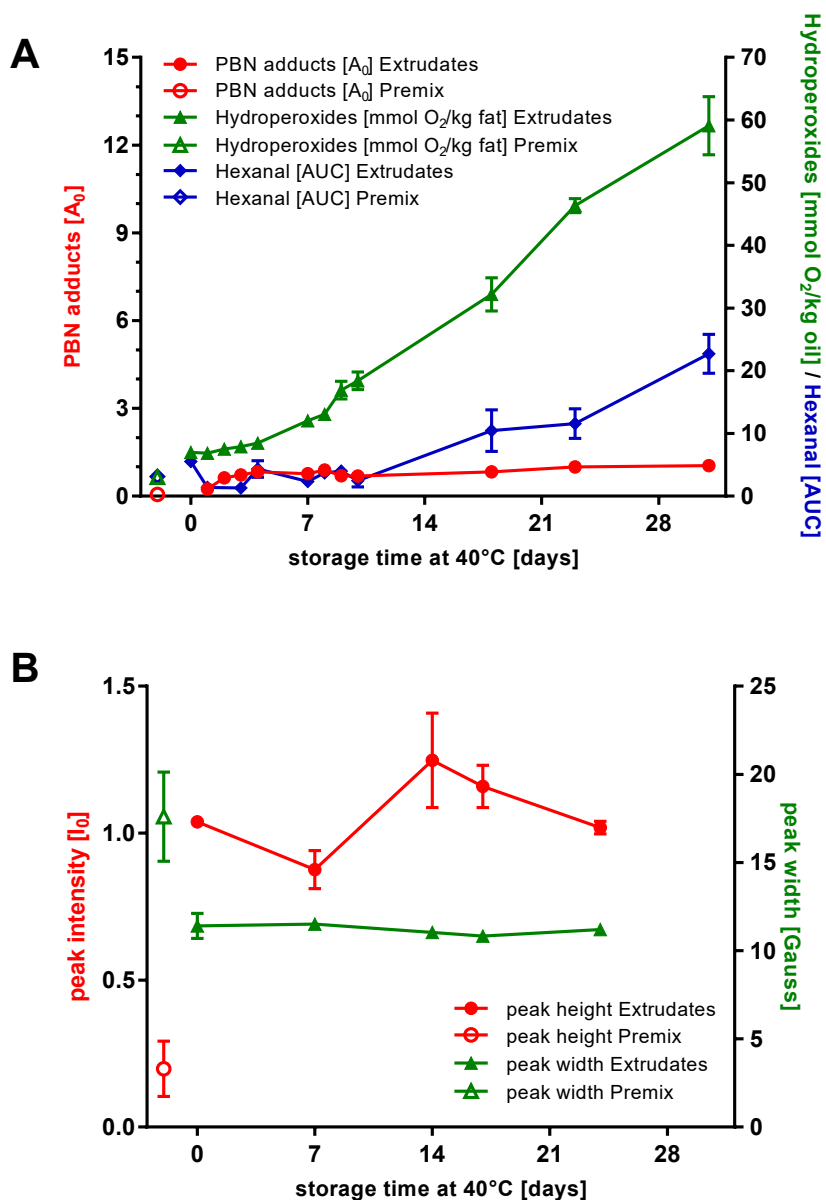 A
PBN adducts [A₀] Extrudates
PBN adducts [A₀] Premix
Hydroperoxides [mmol O₂/kg fat] Extrudates
Hydroperoxides [mmol O₂/kg fat] Premix
Hexanal [AUC] Extrudates
Hexanal [AUC] Premix
PBN adducts [A₀]
15
12
9
6
3
0
70
60
50
40
30
20
10
0
Hydroperoxides [mmol O₂/kg oil] / Hexanal [AUC]
0 7 14 21 28
storage time at 40°C [days]
B
peak intensity [I₀]
1.5
1.0
0.5
0.0
25
20
15
10
5
0
peak width [Gauss]
peak height Extrudates
peak height Premix
peak width Extrudates
peak width Premix
0 7 14 21 28
storage time at 40°C [days]